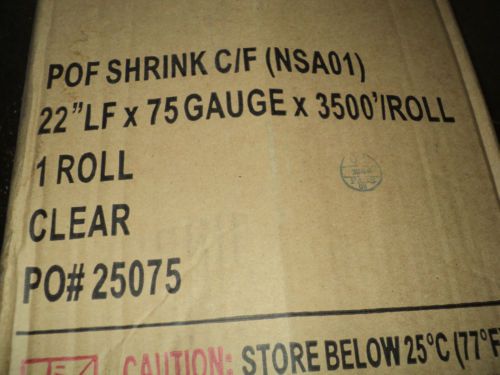 POF SHRINK C/F (NSA01)
22"LF x 75 GAUGE x 3500'/ROLL
1 ROLL
CLEAR
PO# 25075
CAUTION: STORE BELOW 25°C (77°F